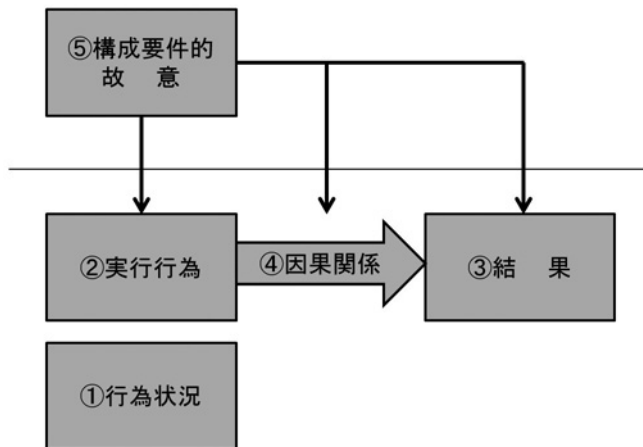 ⑤構成要件的
故　意
②実行行為
④因果関係
③結　果
①行為状況